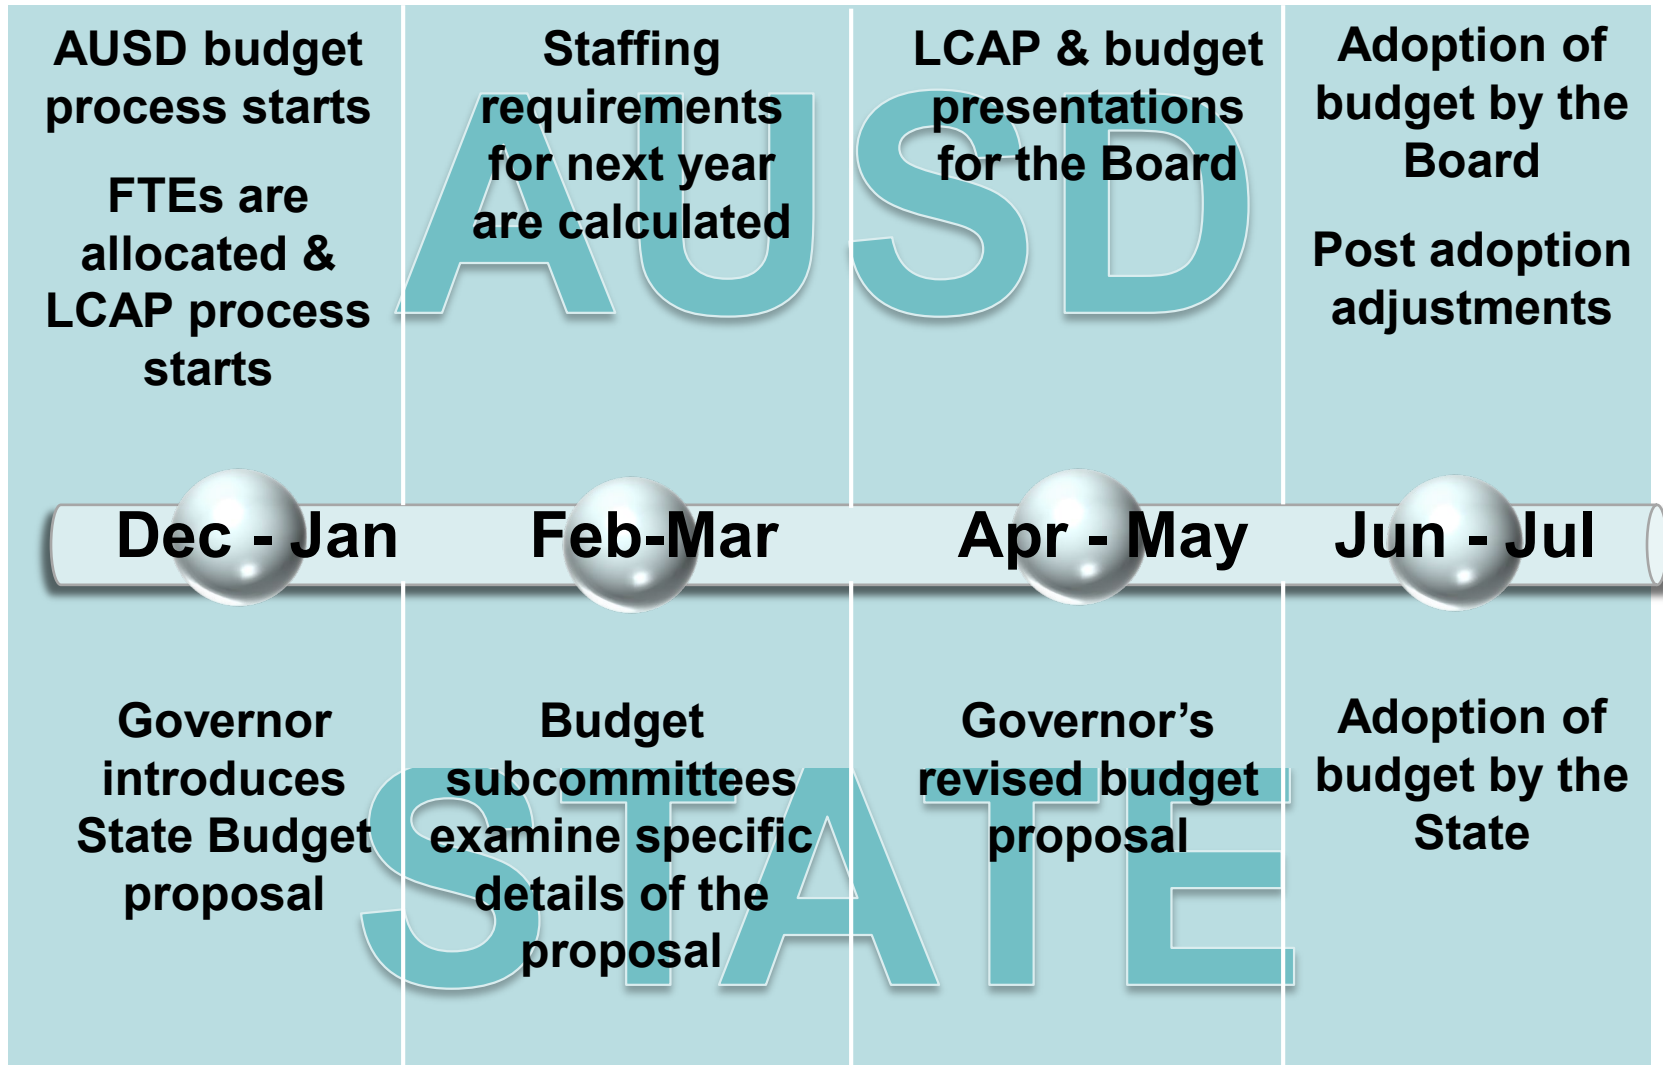 AUSD budget
process starts
FTEs are
allocated &
LCAP process
starts
Staffing
requirements
for next year
are calculated
LCAP & budget
presentations
for the Board
Adoption of
budget by the
Board
Post adoption
adjustments
AUSD
Dec - Jan
Feb-Mar
Apr - May
Jun - Jul
Governor
introduces
State Budget
proposal
Budget
subcommittees
examine specific
details of the
proposal
Governor’s
revised budget
proposal
Adoption of
budget by the
State
STATE